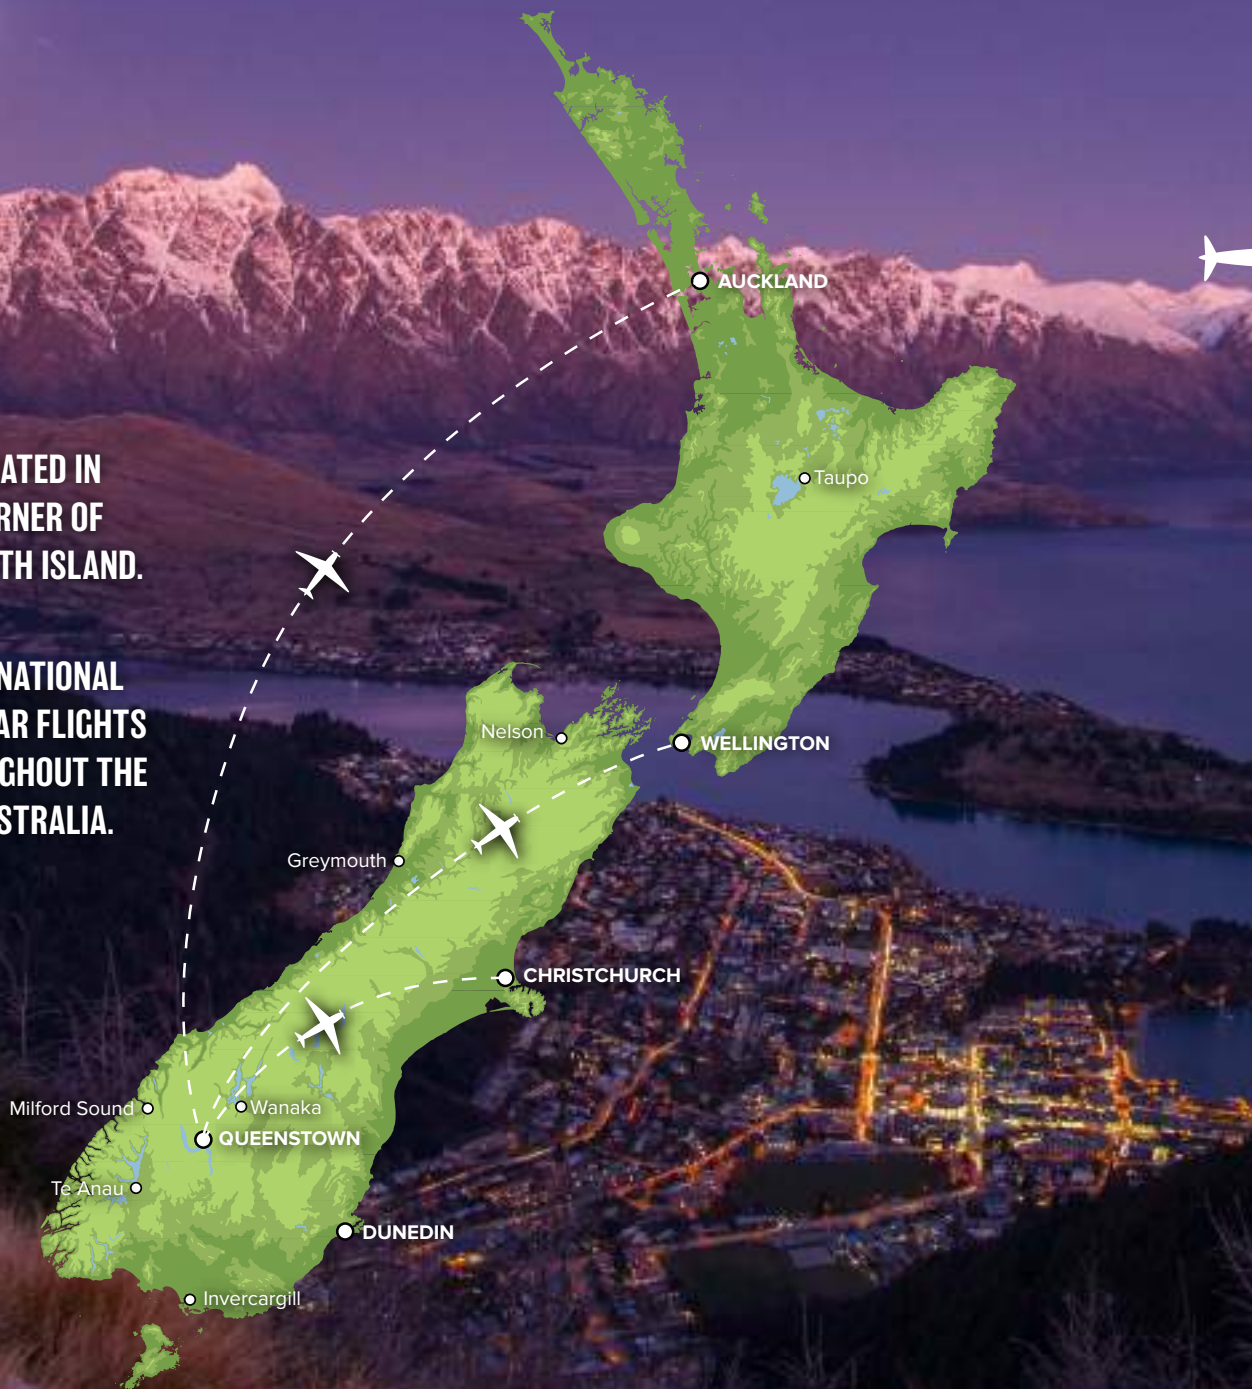 AUCKLAND
Taupo
ATED IN
RNER OF
TH ISLAND.
NATIONAL
AR FLIGHTS
GHOUT THE
STRALIA.
Nelson
WELLINGTON
Greymouth
CHRISTCHURCH
Milford Sound
Wanaka
QUEENSTOWN
Te Anau
DUNEDIN
Invercargill